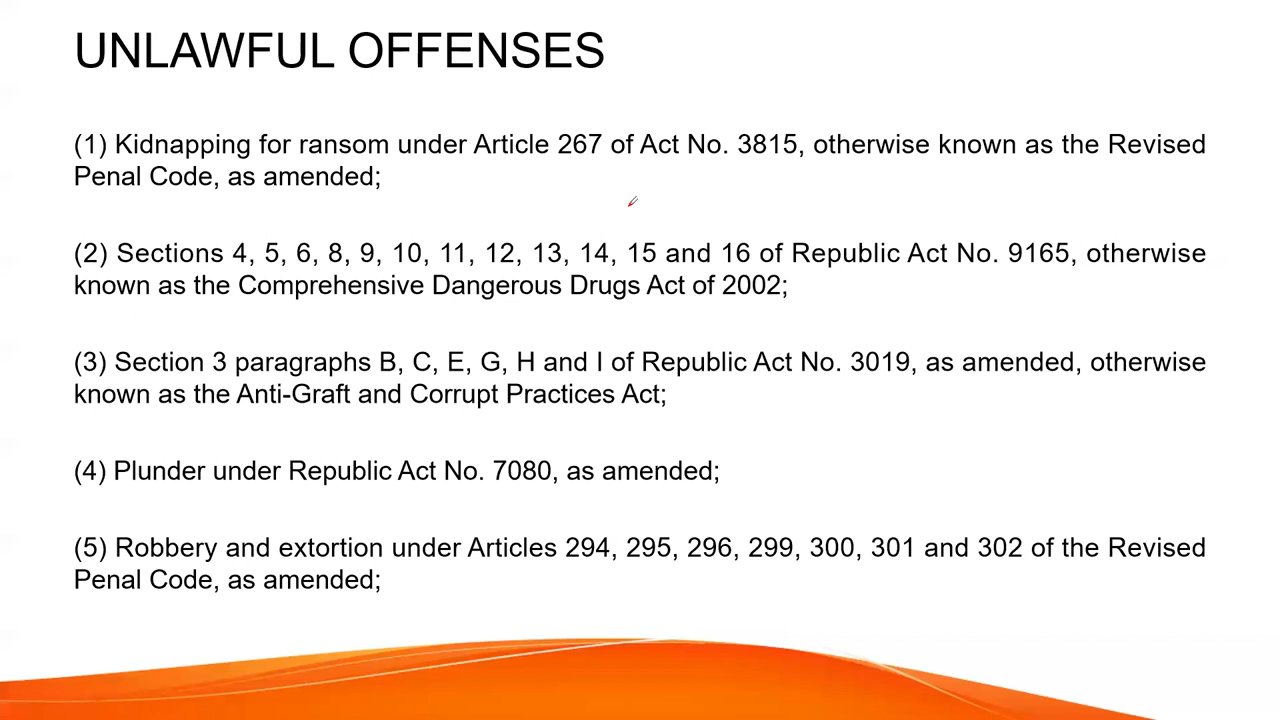 UNLAWFUL OFFENSES
(1) Kidnapping for ransom under Article 267 of Act No. 3815, otherwise known as the Revised
Penal Code, as amended;
(2) Sections 4, 5, 6, 8, 9, 10, 11, 12, 13, 14, 15 and 16 of Republic Act No. 9165, otherwise
known as the Comprehensive Dangerous Drugs Act of 2002;
(3) Section 3 paragraphs B, C, E, G, H and I of Republic Act No. 3019, as amended, otherwise
known as the Anti-Graft and Corrupt Practices Act;
(4) Plunder under Republic Act No. 7080, as amended;
(5) Robbery and extortion under Articles 294, 295, 296, 299, 300, 301 and 302 of the Revised
Penal Code, as amended;